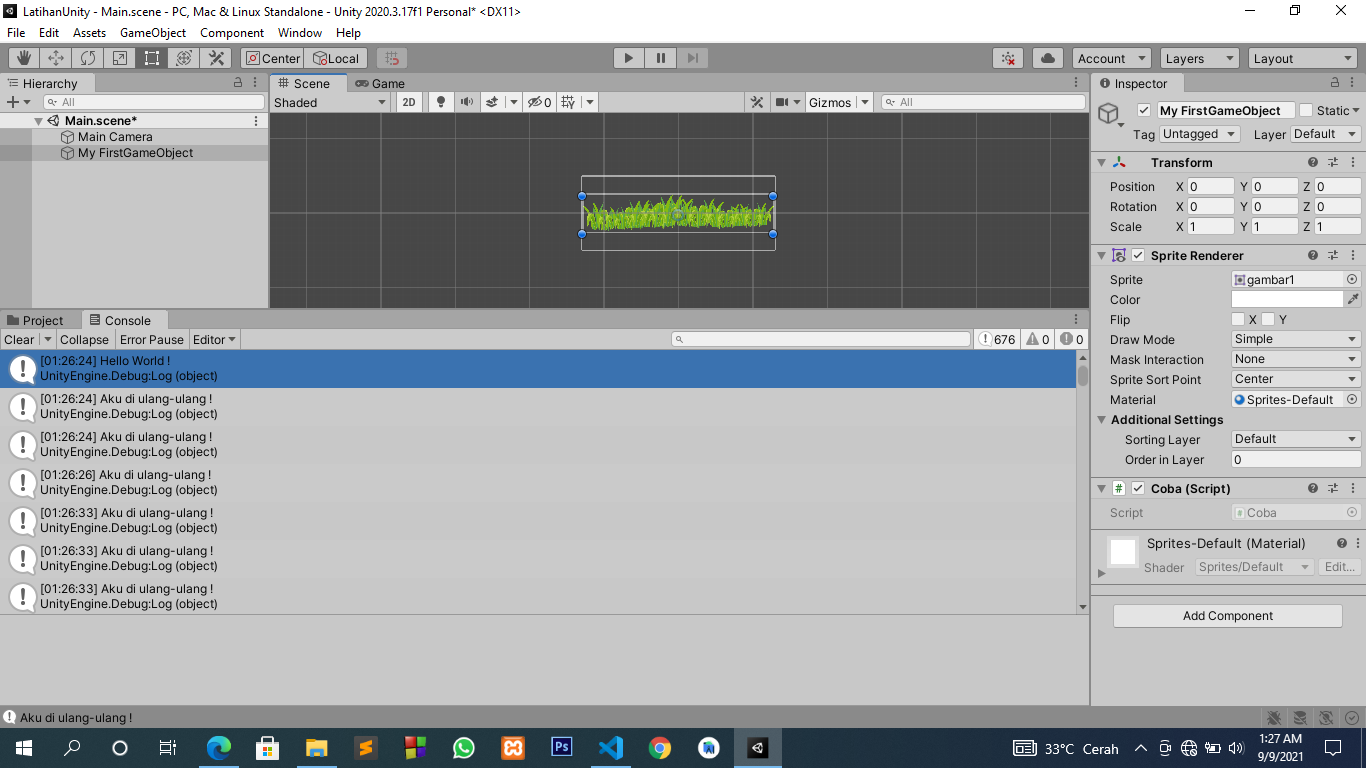 LatihanUnity - Main.scene - PC, Mac & Linux Standalone - Unity 2020.3.17f1 Personal* <DX11>
File Edit Assets GameObject Component Window Help
Center Local Account Layers Layout
Hierarchy
All
Main.scene*
Main Camera
My FirstGameObject
Scene Game
Shaded 2D 0 Gizmos All
Inspector
My FirstGameObject Static
Tag Untagged Layer Default
Transform
Position X 0 Y 0 Z 0
Rotation X 0 Y 0 Z 0
Scale X 1 Y 1 Z 1
Sprite Renderer
Sprite gambar1
Color
Flip X Y
Draw Mode Simple
Mask Interaction None
Sprite Sort Point Center
Material Sprites-Default
Additional Settings
Sorting Layer Default
Order in Layer 0
# Coba (Script)
Script # Coba
Sprites-Default (Material)
Shader Sprites/Default Edit...
Add Component
Project Console
Clear Collapse Error Pause Editor 676 0 0
[01:26:24] Hello World !
UnityEngine.Debug:Log (object)
[01:26:24] Aku di ulang-ulang !
UnityEngine.Debug:Log (object)
[01:26:24] Aku di ulang-ulang !
UnityEngine.Debug:Log (object)
[01:26:26] Aku di ulang-ulang !
UnityEngine.Debug:Log (object)
[01:26:33] Aku di ulang-ulang !
UnityEngine.Debug:Log (object)
[01:26:33] Aku di ulang-ulang !
UnityEngine.Debug:Log (object)
[01:26:33] Aku di ulang-ulang !
UnityEngine.Debug:Log (object)
Aku di ulang-ulang !
Ps
33°C Cerah
1:27 AM
9/9/2021